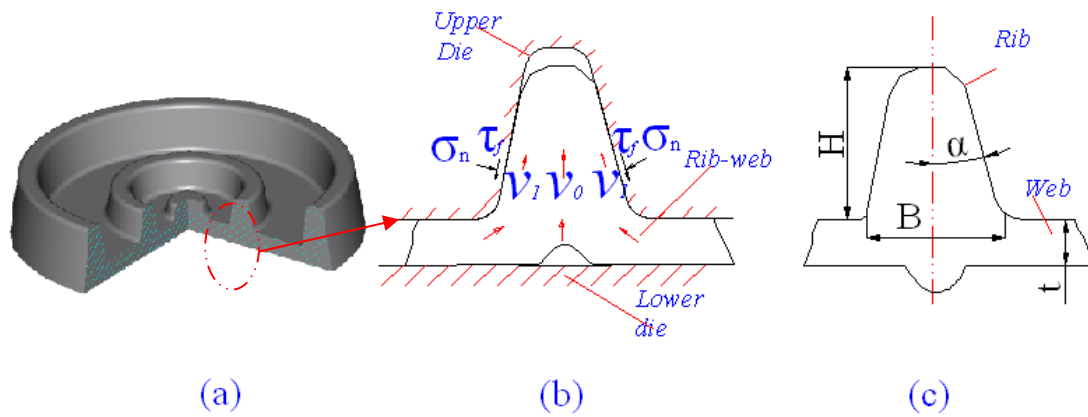 Upper
Die
τf
σn
τf
σn
v1
v0
v1
Rib-web
Lower
die
Rib
H
α
Web
B
t
(a)
(b)
(c)